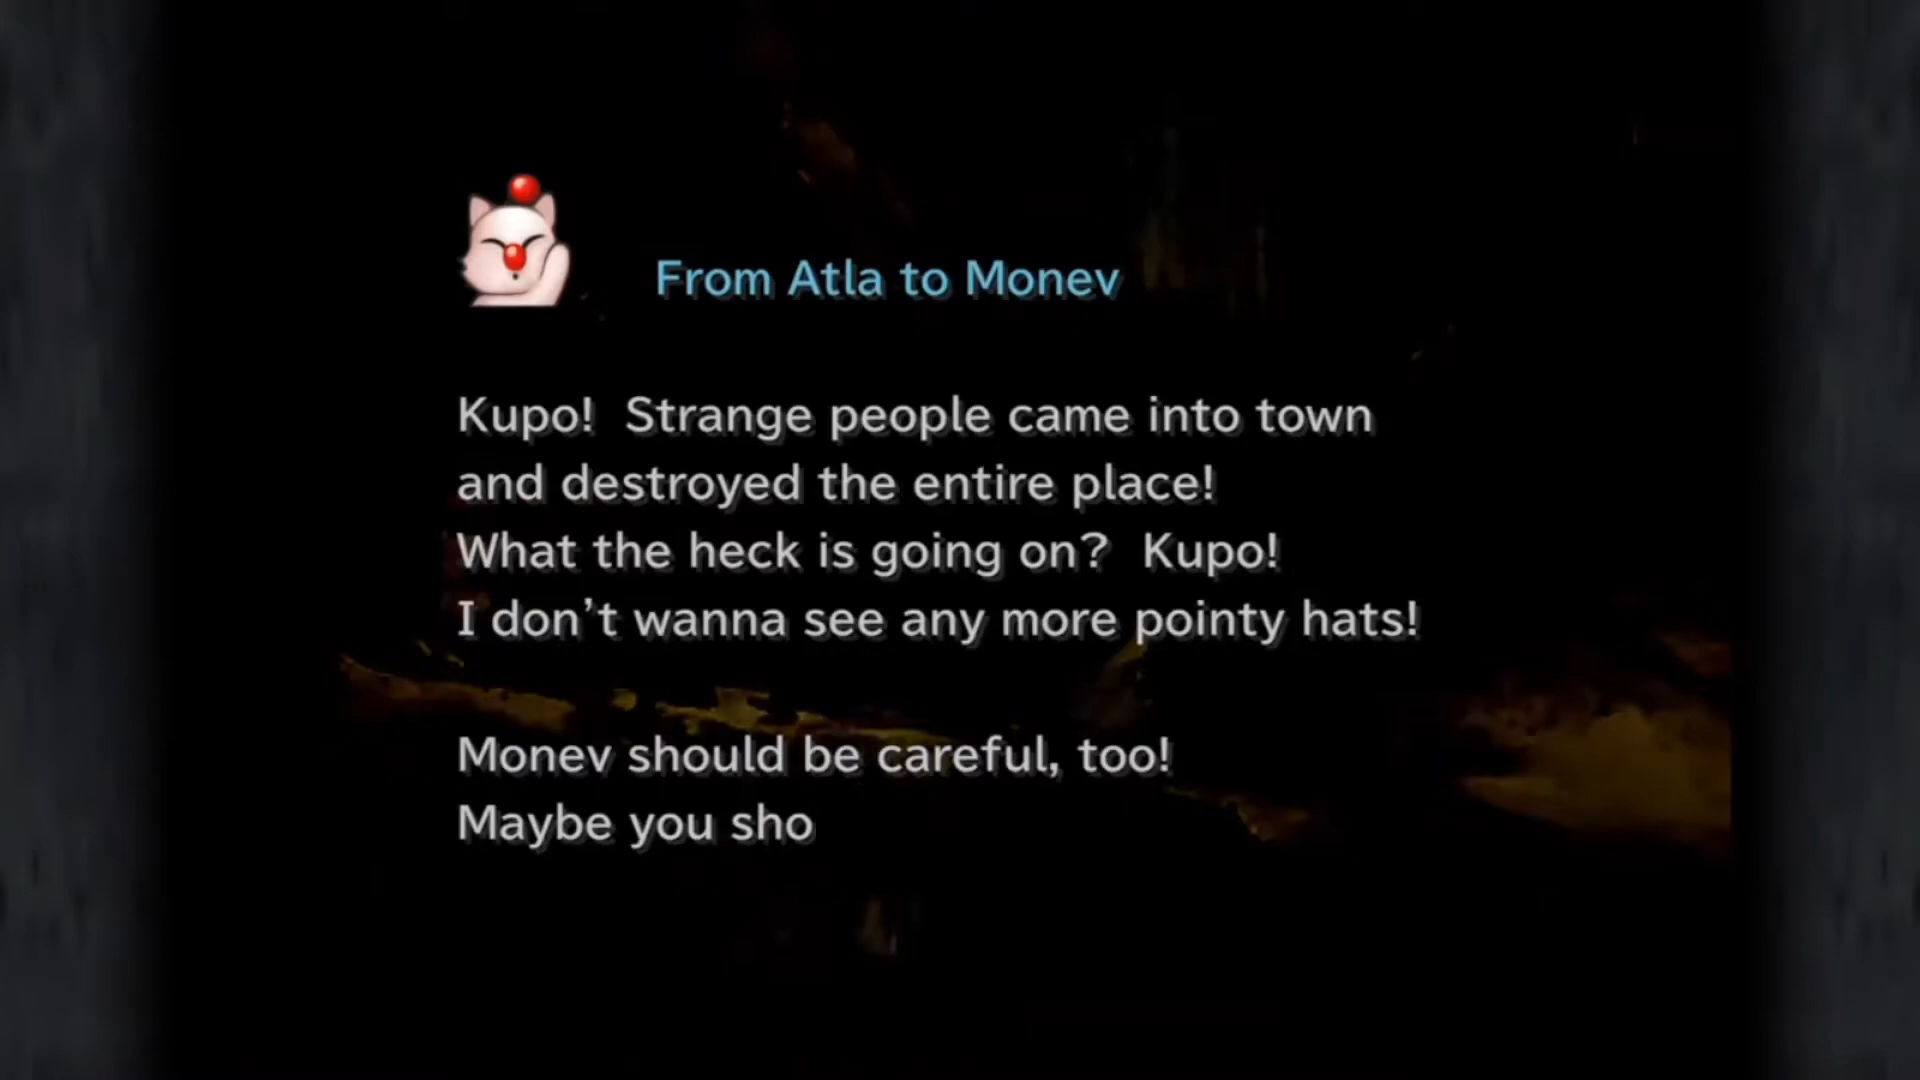 From Atla to Monev
Kupo!  Strange people came into town
and destroyed the entire place!
What the heck is going on?  Kupo!
I don't wanna see any more pointy hats!
Monev should be careful, too!
Maybe you sho